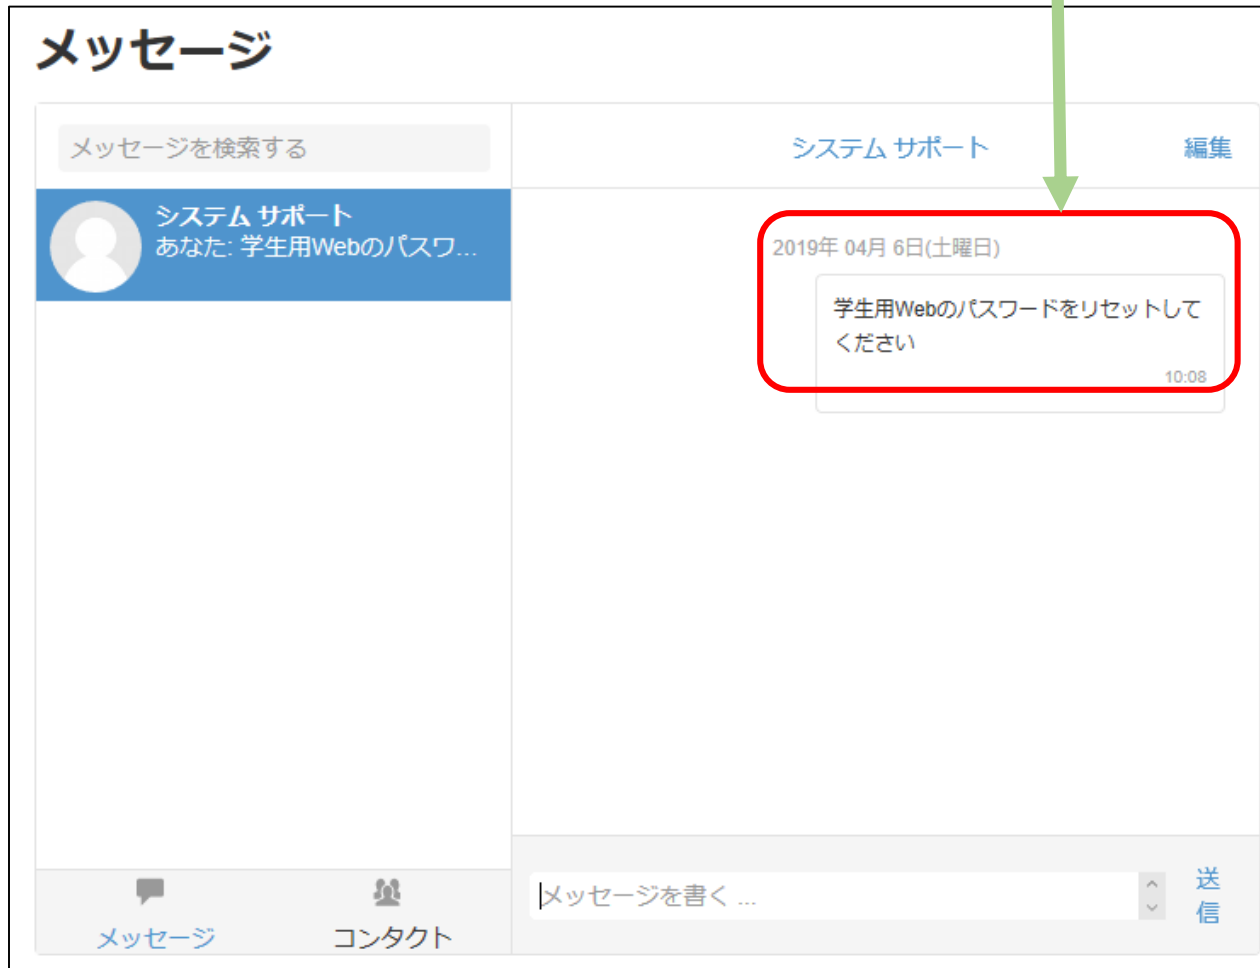 メッセージ
メッセージを検索する
システム サポート
あなた: 学生用Webのパスワ...
メッセージ
コンタクト
システム サポート
編集
2019年 04月 6日(土曜日)
学生用Webのパスワードをリセットして
ください
10:08
メッセージを書く ...
送
信